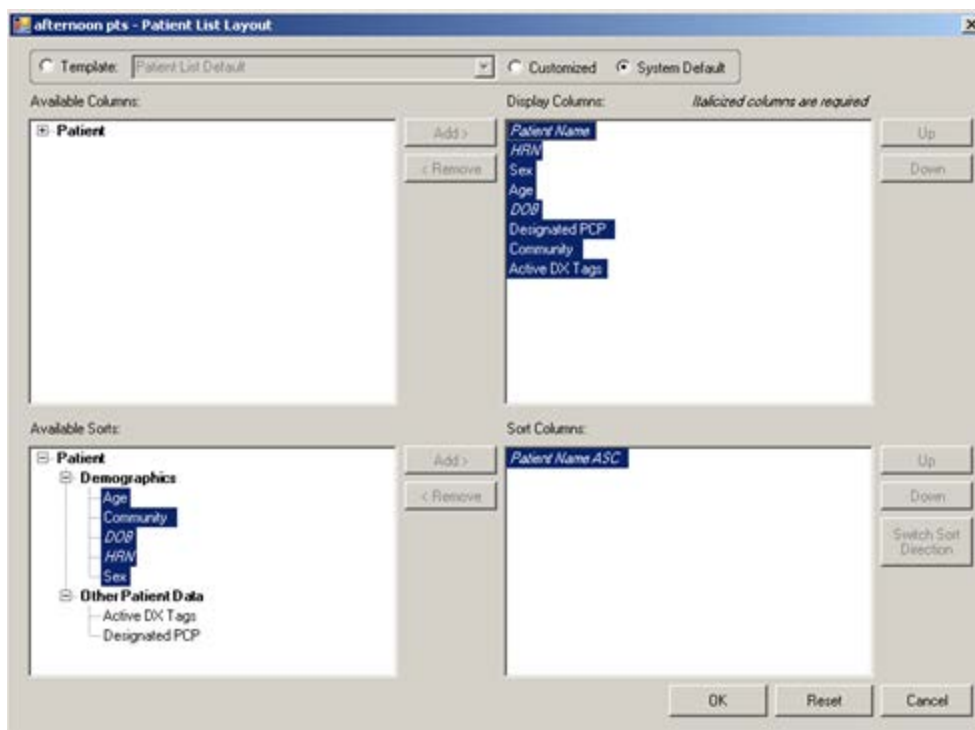 afternoon pts - Patient List Layout
Template: Patient List Default Customized System Default
Available Columns:
Patient
Add >
< Remove
Display Columns: Italicized columns are required
Patient Name
HRN
Sex
Age
DOB
Designated PCP
Community
Active DX Tags
Up
Down
Available Sorts:
Patient
Demographics
Age
Community
DOB
HRN
Sex
Other Patient Data
Active DX Tags
Designated PCP
Add >
< Remove
Sort Columns:
Patient Name ASC
Up
Down
Switch Sort
Direction
OK Reset Cancel